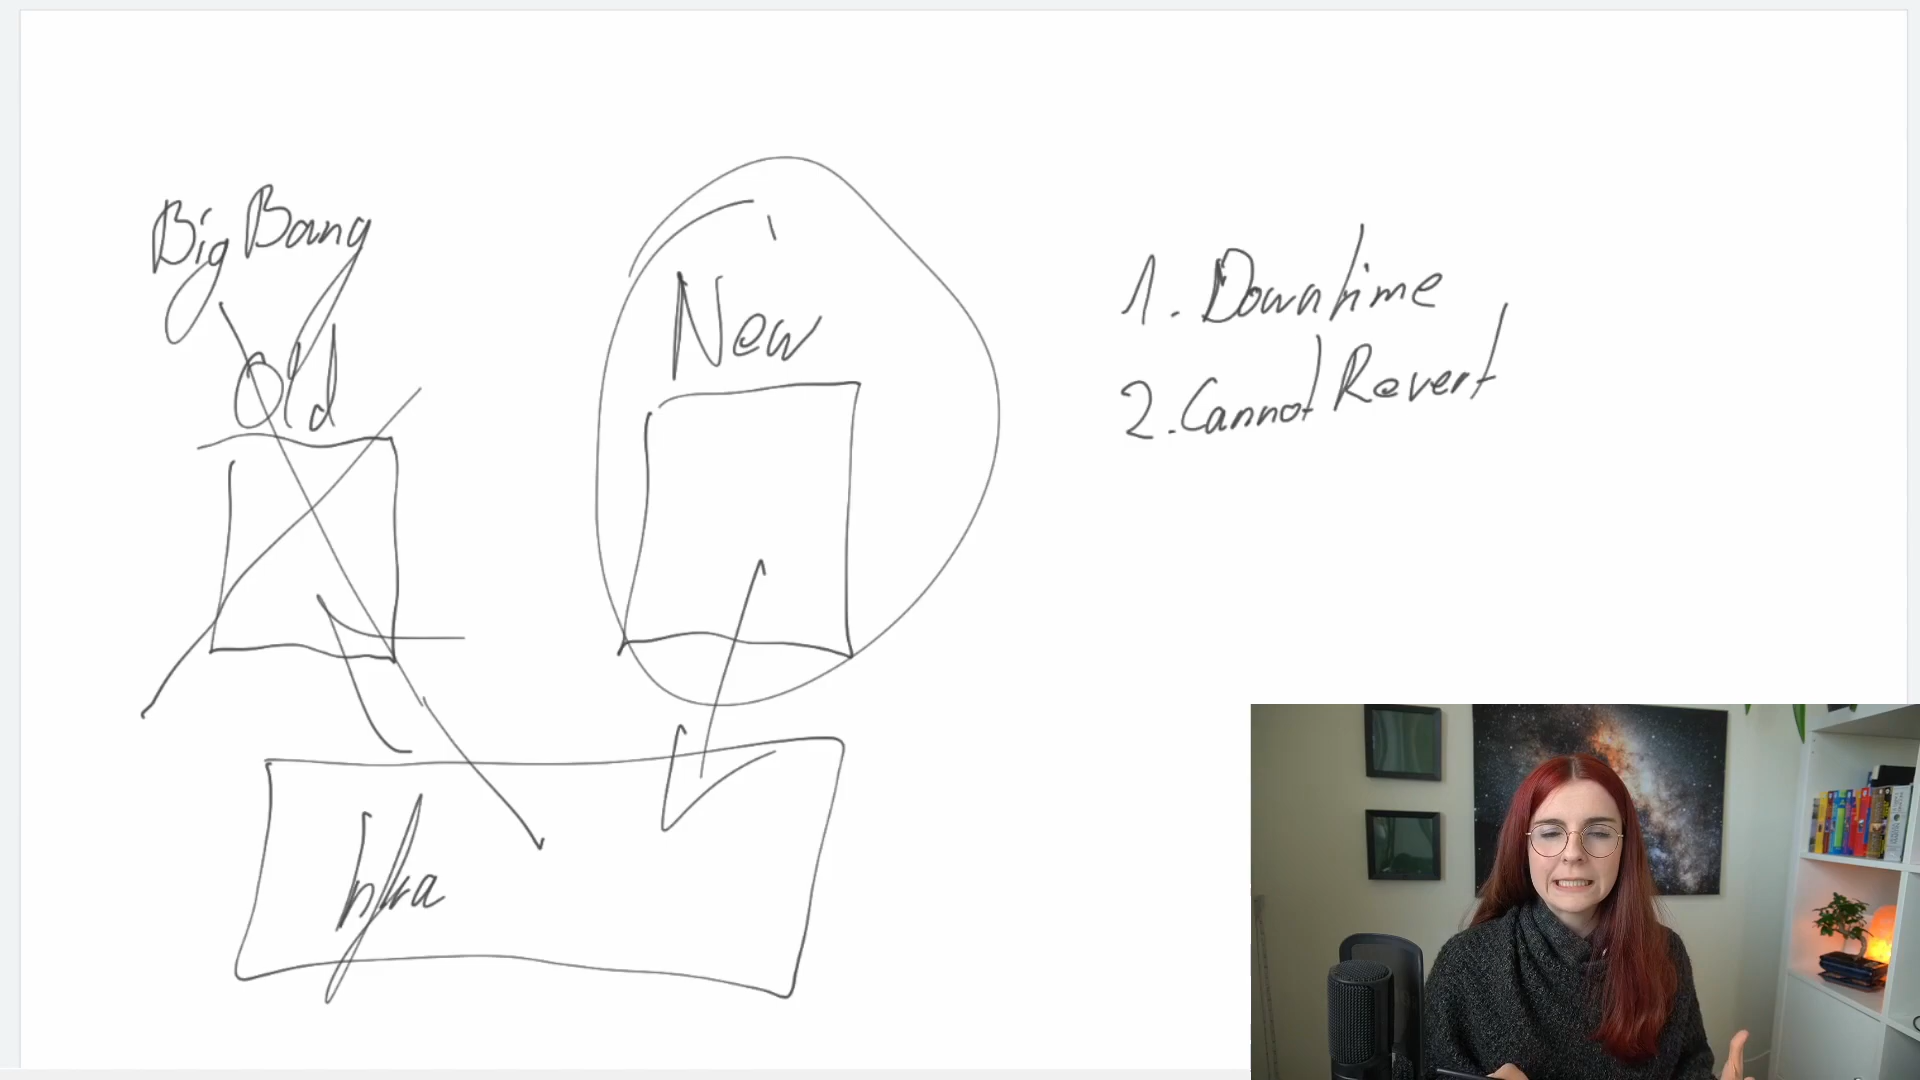 Big Bang
Old
New
Infra
1. Downtime
2. Cannot Revert